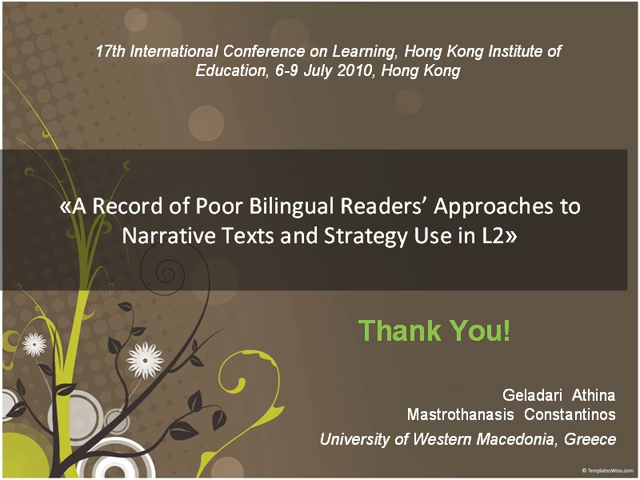 17th International Conference on Learning, Hong Kong Institute of
Education, 6-9 July 2010, Hong Kong
«A Record of Poor Bilingual Readers’ Approaches to
Narrative Texts and Strategy Use in L2»
Thank You!
Geladari Athina
Mastrothanasis Constantinos
University of Western Macedonia, Greece
© TemplatesWise.com